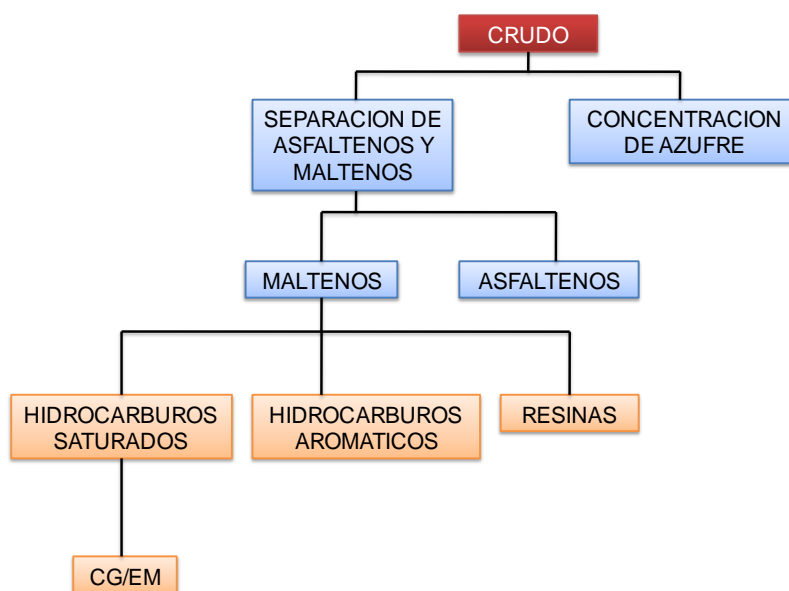 CRUDO
SEPARACION DE
ASFALTENOS Y
MALTENOS
CONCENTRACION
DE AZUFRE
MALTENOS
ASFALTENOS
HIDROCARBUROS
SATURADOS
HIDROCARBUROS
AROMATICOS
RESINAS
CG/EM